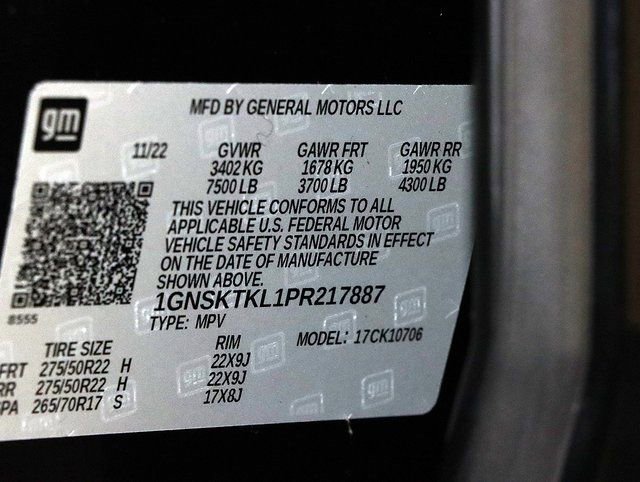 gm
MFD BY GENERAL MOTORS LLC
11/22 GVWR GAWR FRT GAWR RR
3402 KG 1678 KG 1950 KG
7500 LB 3700 LB 4300 LB
THIS VEHICLE CONFORMS TO ALL
APPLICABLE U.S. FEDERAL MOTOR
VEHICLE SAFETY STANDARDS IN EFFECT
ON THE DATE OF MANUFACTURE
SHOWN ABOVE.
1GNSKTKL1PR217887
8555
TYPE: MPV MODEL: 17CK10706
TIRE SIZE RIM
FRT 275/50R22 H 22X9J
RR 275/50R22 H 22X9J
PA 265/70R17 S 17X8J